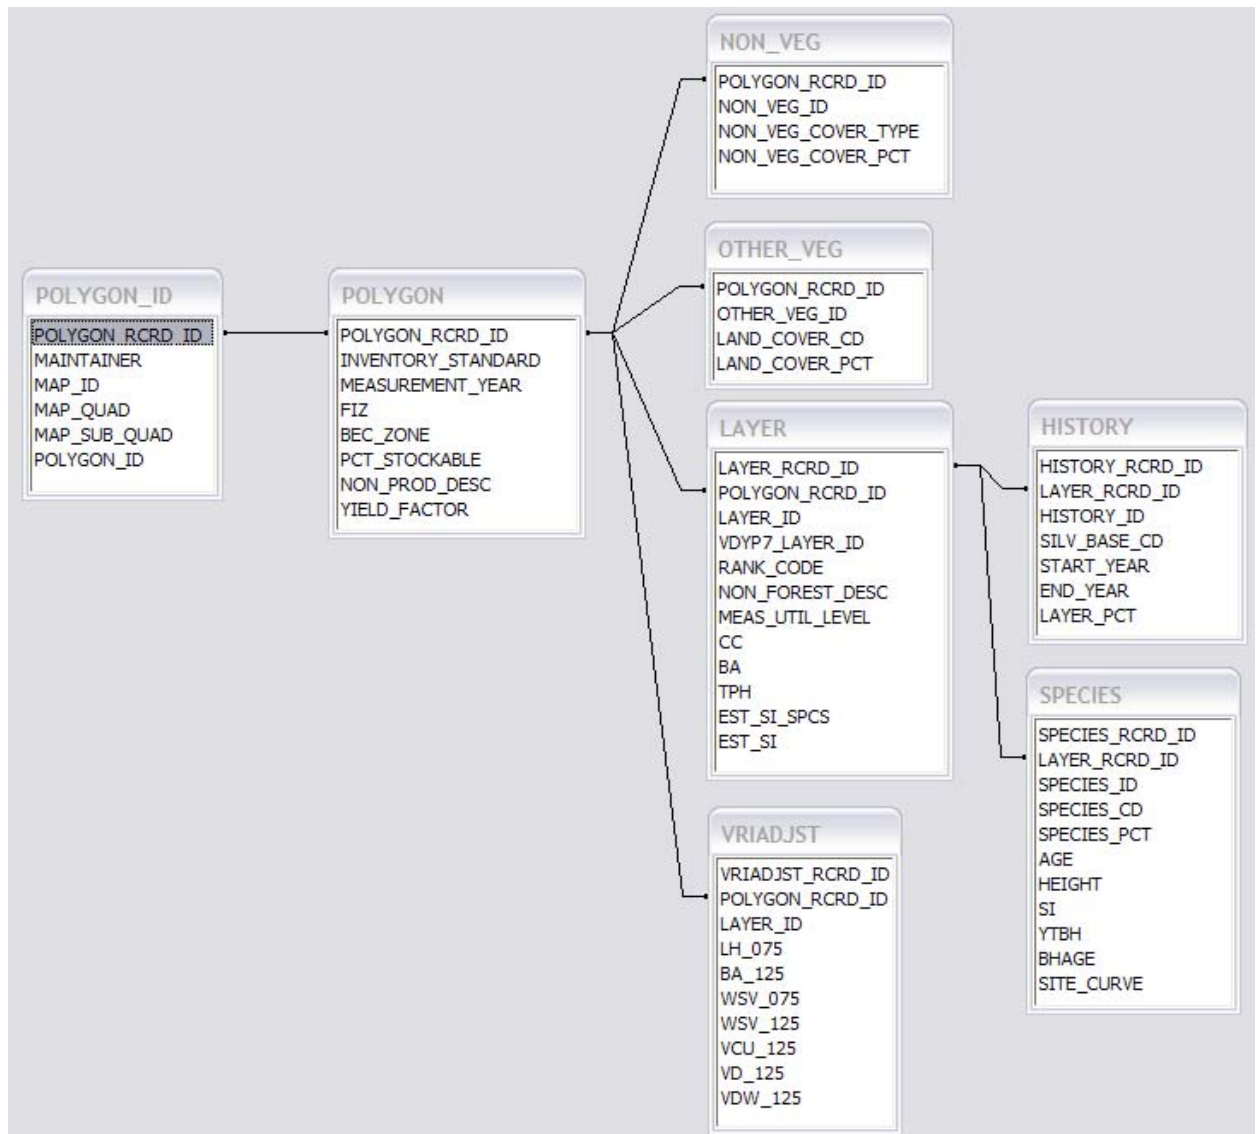 POLYGON_ID
POLYGON_RCRD_ID
MAINTAINER
MAP_ID
MAP_QUAD
MAP_SUB_QUAD
POLYGON_ID
POLYGON
POLYGON_RCRD_ID
INVENTORY_STANDARD
MEASUREMENT_YEAR
FIZ
BEC_ZONE
PCT_STOCKABLE
NON_PROD_DESC
YIELD_FACTOR
NON_VEG
POLYGON_RCRD_ID
NON_VEG_ID
NON_VEG_COVER_TYPE
NON_VEG_COVER_PCT
OTHER_VEG
POLYGON_RCRD_ID
OTHER_VEG_ID
LAND_COVER_CD
LAND_COVER_PCT
LAYER
LAYER_RCRD_ID
POLYGON_RCRD_ID
LAYER_ID
VDYP7_LAYER_ID
RANK_CODE
NON_FOREST_DESC
MEAS_UTIL_LEVEL
CC
BA
TPH
EST_SI_SPCS
EST_SI
VRIADJST
VRIADJST_RCRD_ID
POLYGON_RCRD_ID
LAYER_ID
LH_075
BA_125
WSV_075
WSV_125
VCU_125
VD_125
VDW_125
HISTORY
HISTORY_RCRD_ID
LAYER_RCRD_ID
HISTORY_ID
SILV_BASE_CD
START_YEAR
END_YEAR
LAYER_PCT
SPECIES
SPECIES_RCRD_ID
LAYER_RCRD_ID
SPECIES_ID
SPECIES_CD
SPECIES_PCT
AGE
HEIGHT
SI
YTBH
BHAGE
SITE_CURVE